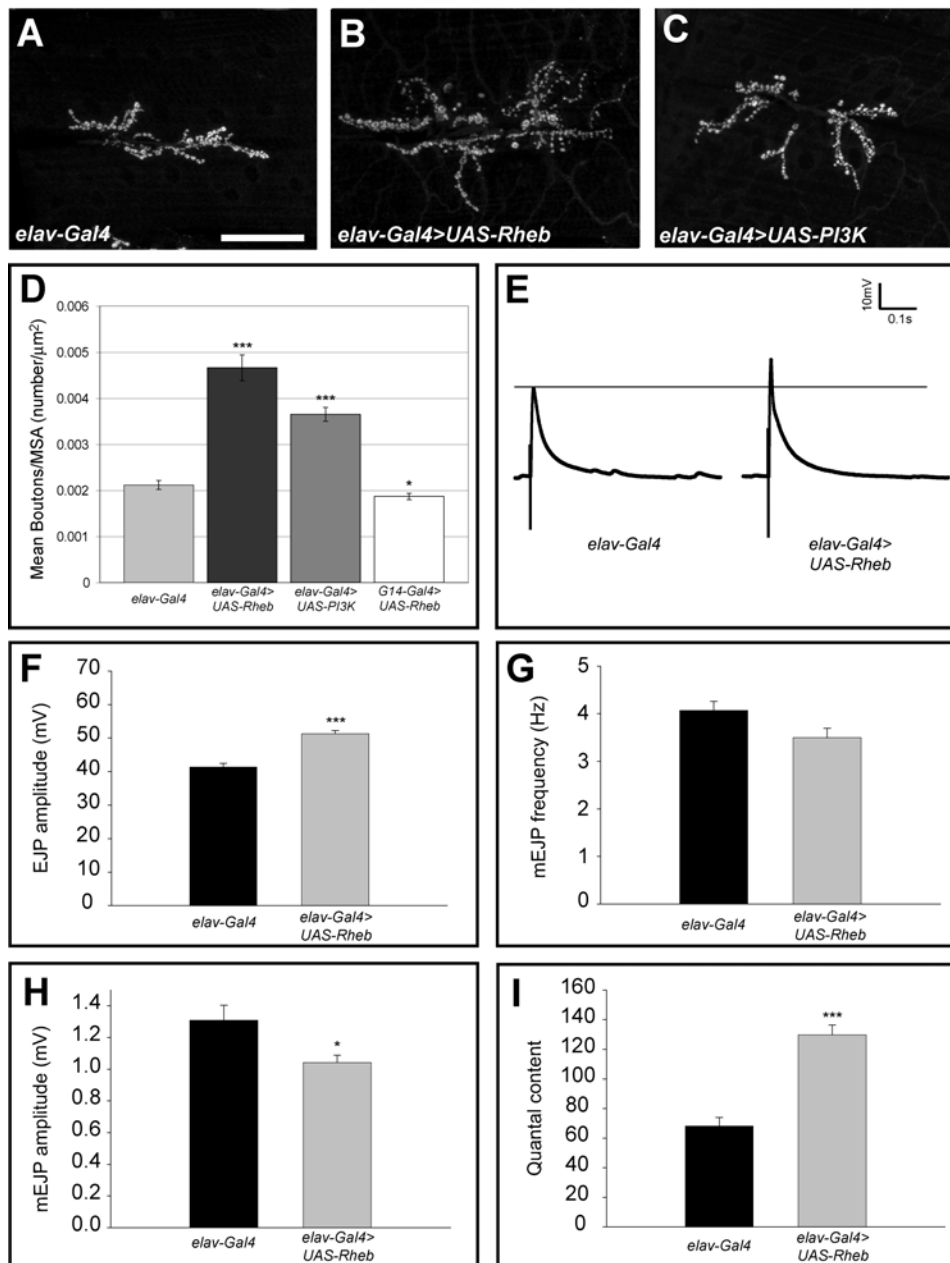 A
elav-Gal4
B
elav-Gal4>UAS-Rheb
C
elav-Gal4>UAS-PI3K
D
Mean Boutons/MSA (number/μm²)
0.006
0.005
0.004
0.003
0.002
0.001
0
***
***
*
elav-Gal4
elav-Gal4>
UAS-Rheb
elav-Gal4>
UAS-PI3K
G14-Gal4>
UAS-Rheb
E
10mV
0.1s
elav-Gal4
elav-Gal4>
UAS-Rheb
F
EJP amplitude (mV)
70
60
50
40
30
20
10
0
***
elav-Gal4
elav-Gal4>
UAS-Rheb
G
mEJP frequency (Hz)
5
4
3
2
1
0
elav-Gal4
elav-Gal4>
UAS-Rheb
H
mEJP amplitude (mV)
1.4
1.2
1.0
0.8
0.6
0.4
0.2
0.0
*
elav-Gal4
elav-Gal4>
UAS-Rheb
I
Quantal content
160
140
120
100
80
60
40
20
0
***
elav-Gal4
elav-Gal4>
UAS-Rheb